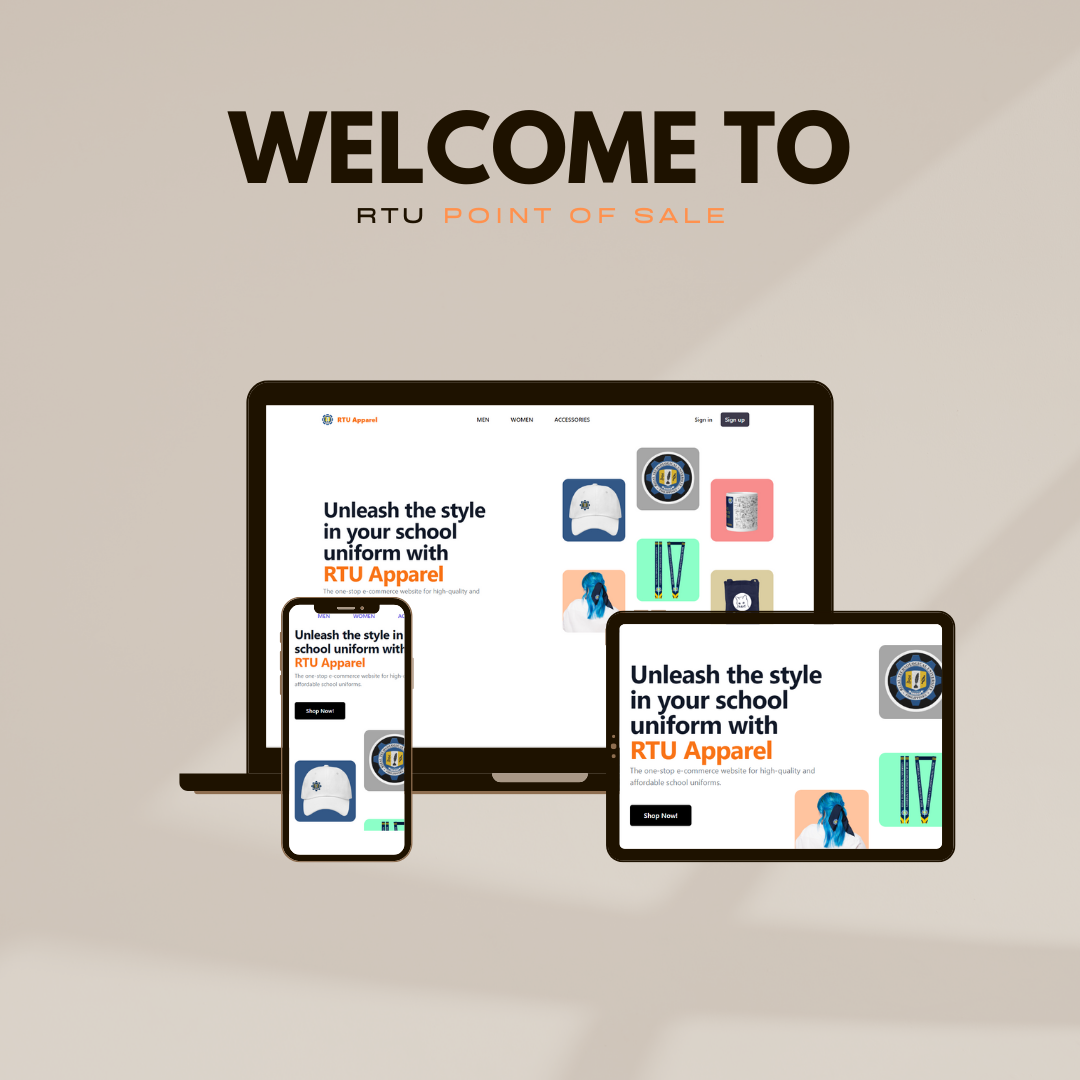 WELCOME TO
RTU POINT OF SALE
RTU Apparel
MEN WOMEN ACCESSORIES
Sign in Sign up
Unleash the style
in your school
uniform with
RTU Apparel
The one-stop e-commerce website for high-quality and
MEN WOMEN
Unleash the style in
school uniform with
RTU Apparel
The one-stop e-commerce website for high-
affordable school uniforms.
Shop Now!
Unleash the style
in your school
uniform with
RTU Apparel
The one-stop e-commerce website for high-quality and
affordable school uniforms.
Shop Now!